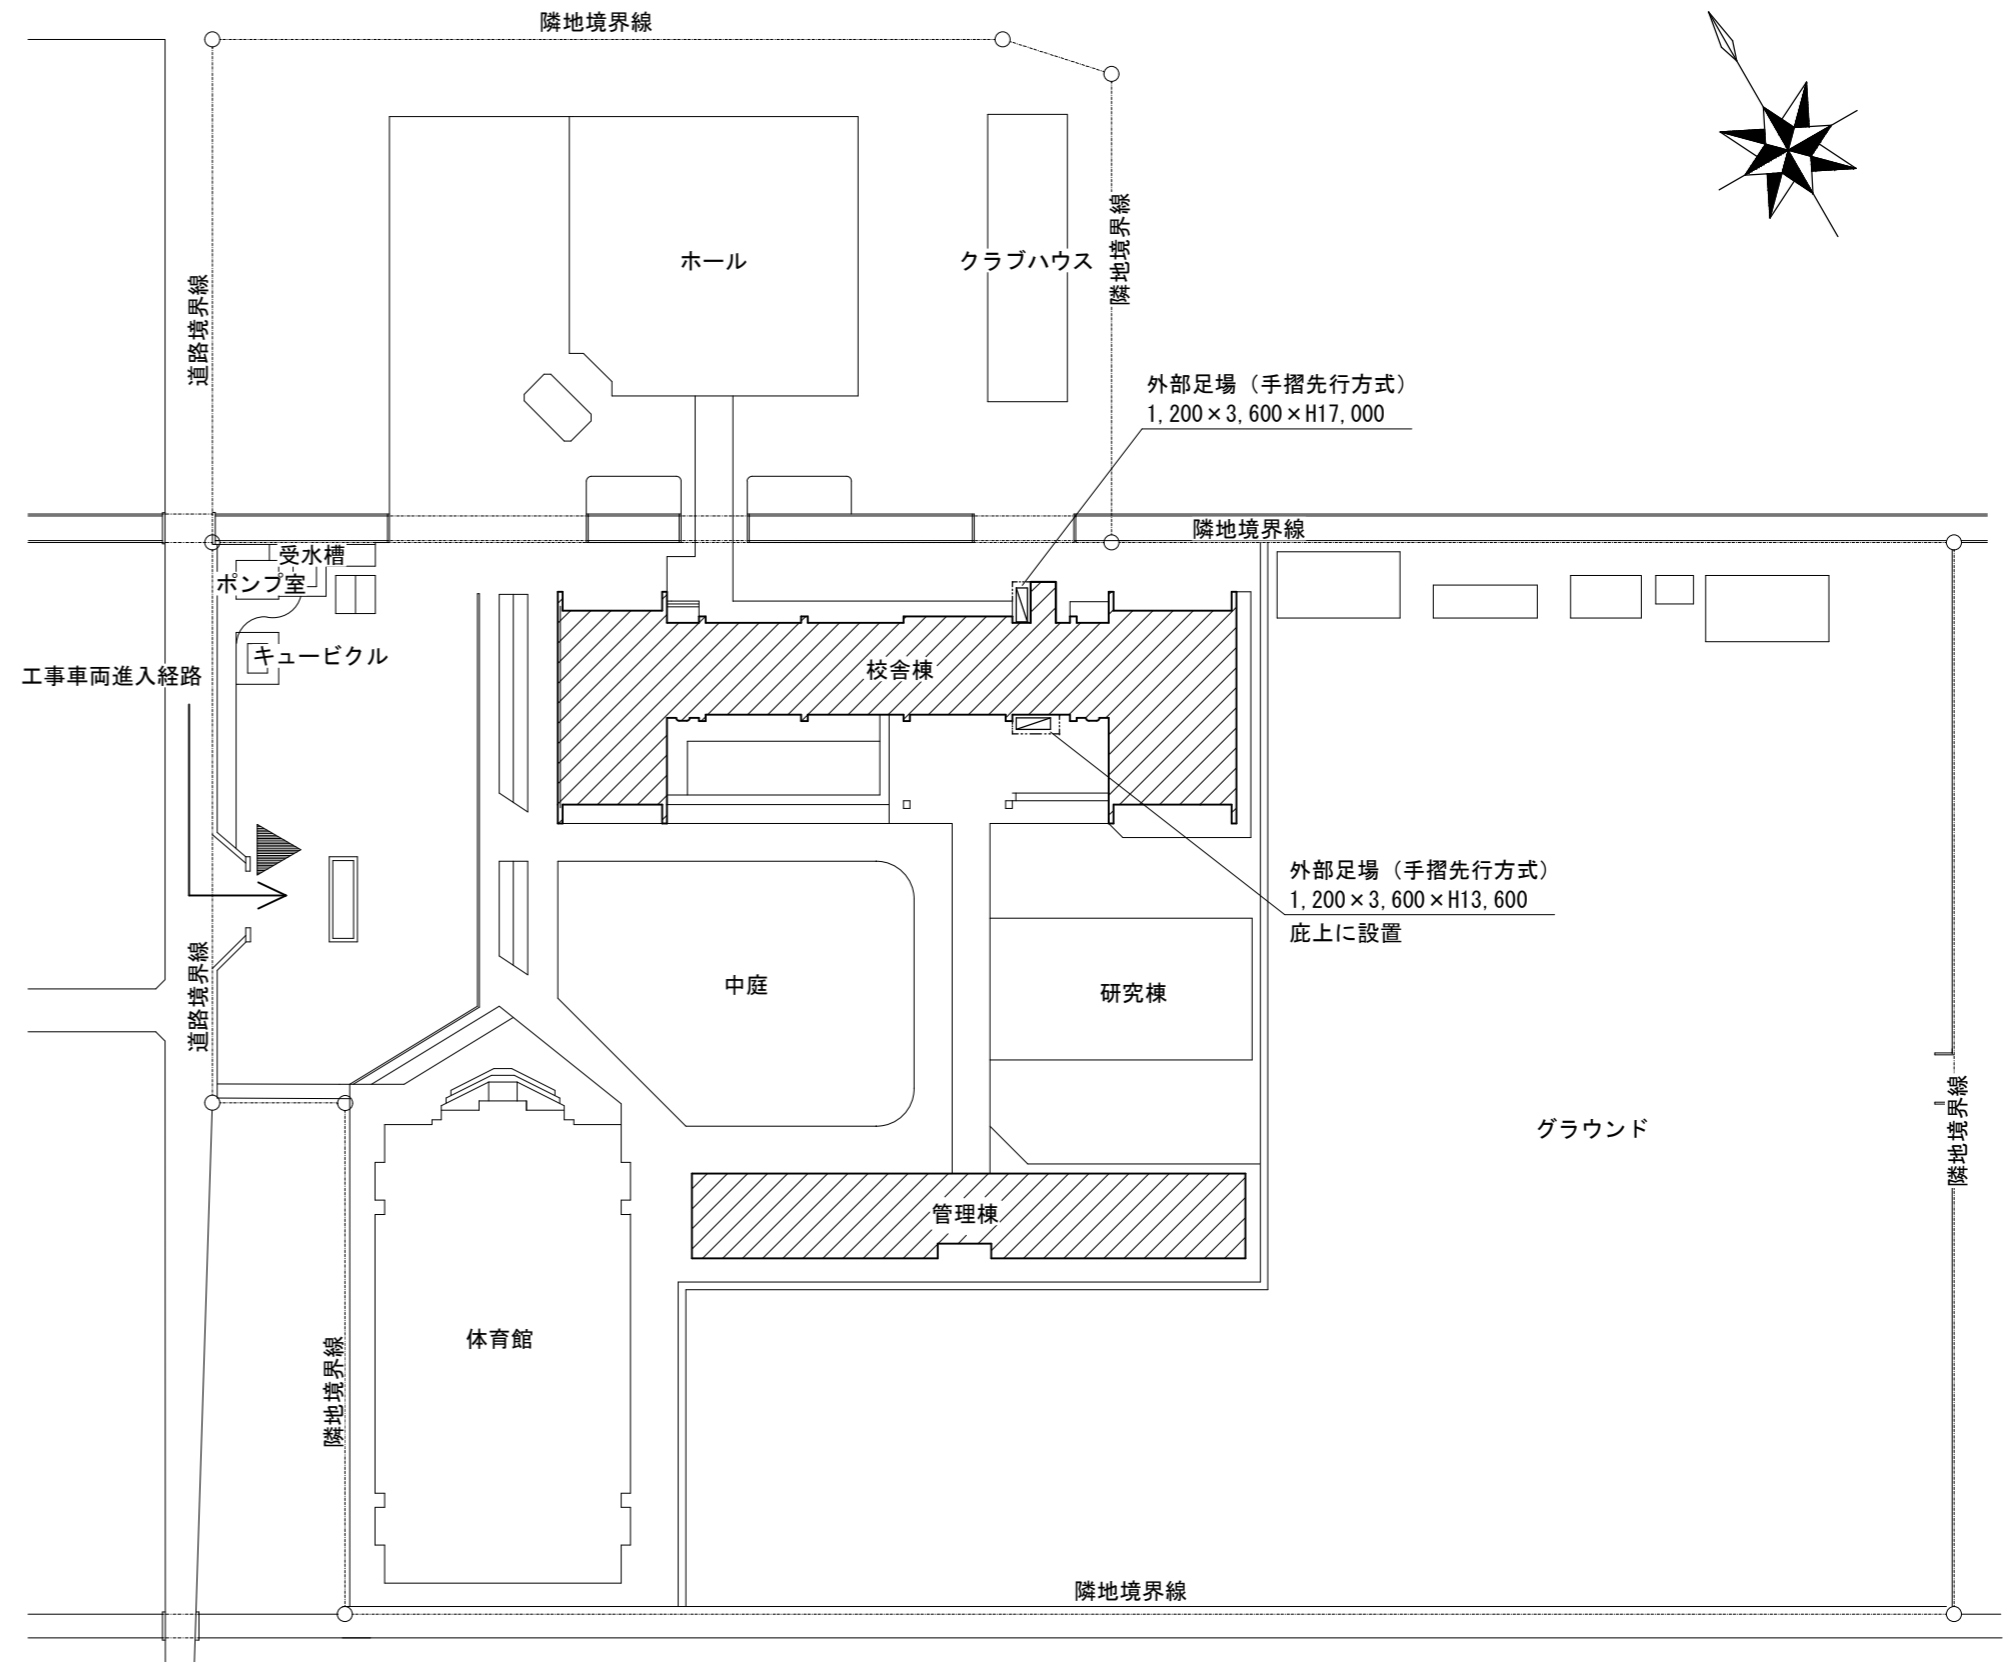 隣地境界線
ホール
クラブハウス
隣地境界線
道路境界線
外部足場（手摺先行方式）
1,200×3,600×H17,000
隣地境界線
受水槽
ポンプ室
キュービクル
工事車両進入経路
校舎棟
外部足場（手摺先行方式）
1,200×3,600×H13,600
庇上に設置
中庭
研究棟
道路境界線
グラウンド
隣地境界線
管理棟
体育館
隣地境界線
隣地境界線